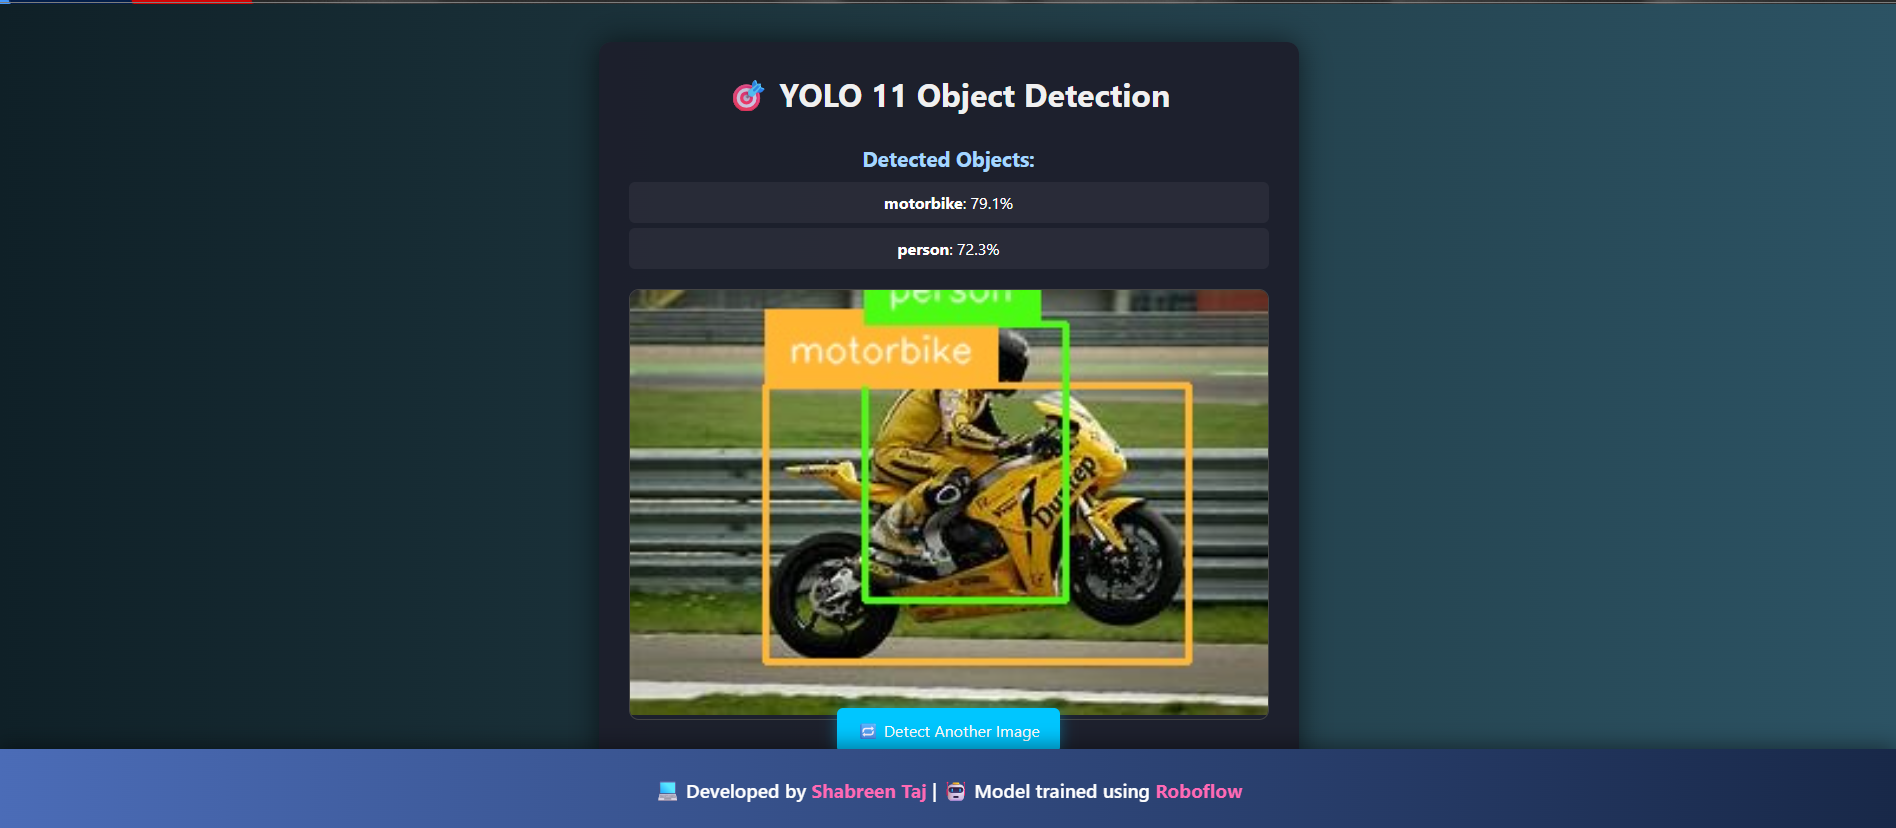 🎯 YOLO 11 Object Detection
Detected Objects:
motorbike: 79.1%
person: 72.3%
person
motorbike
Dunlop
🔁 Detect Another Image
💻 Developed by Shabreen Taj | 🤖 Model trained using Roboflow